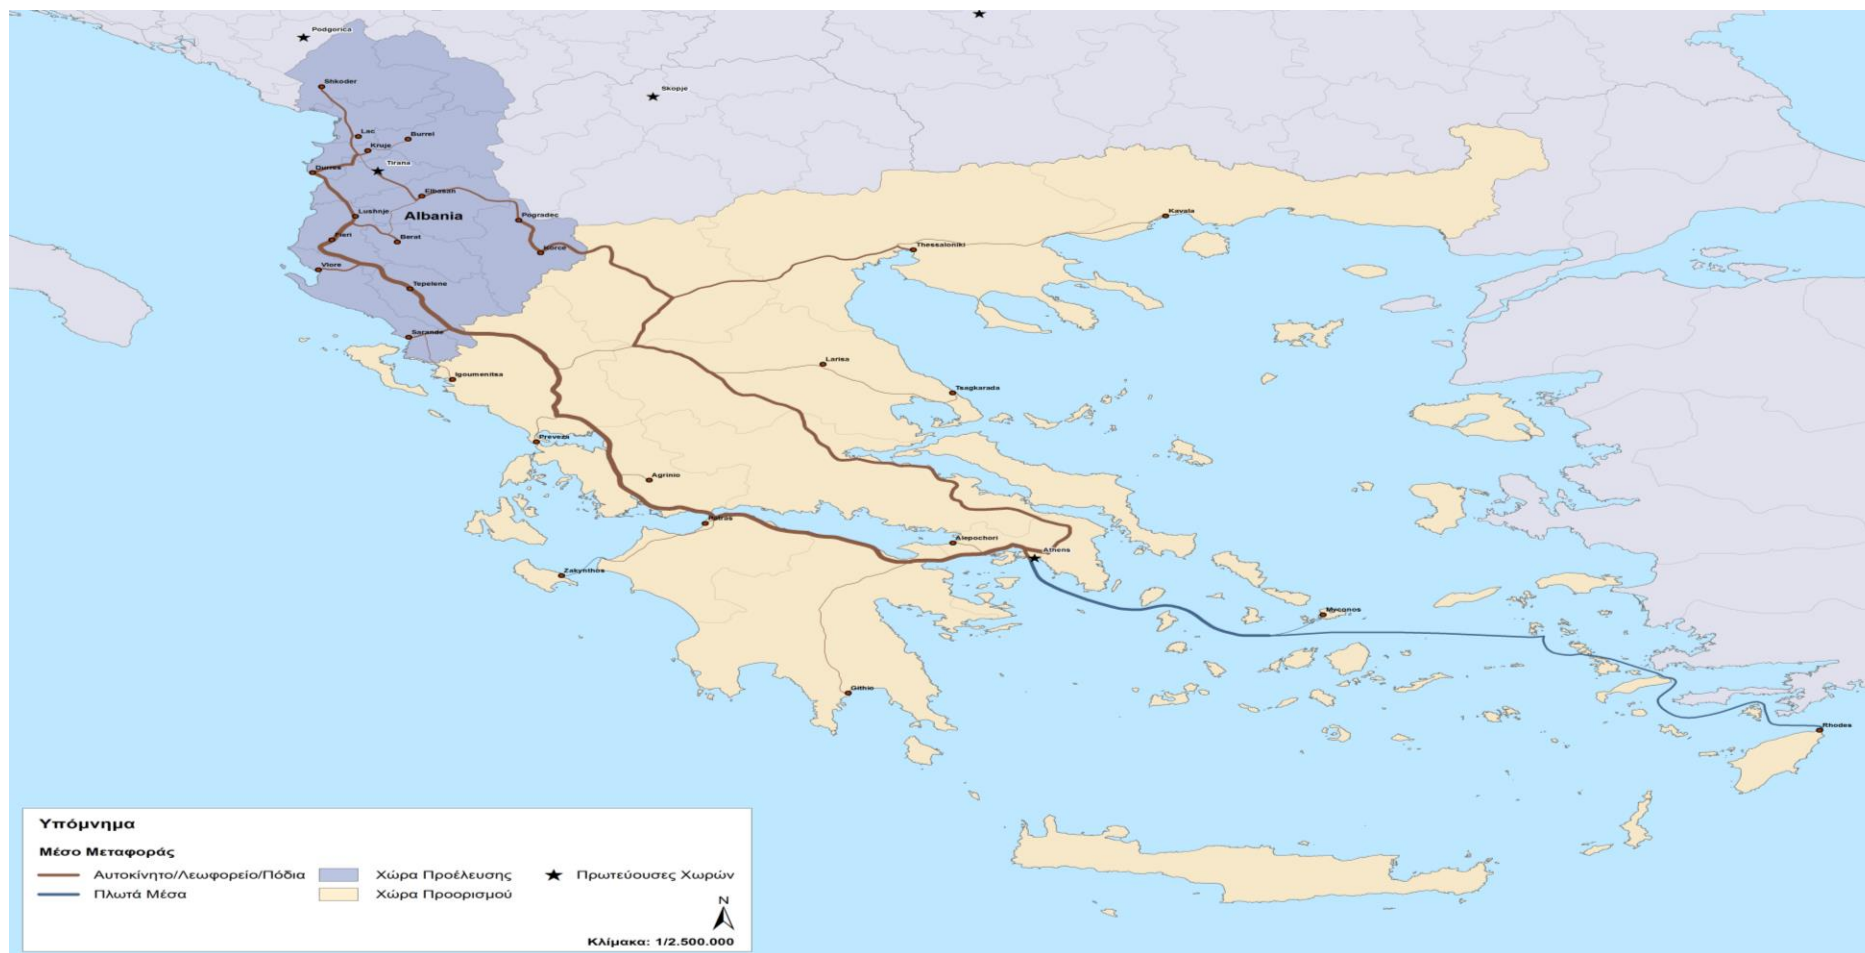 Podgorica
Skopje
Shkoder
Lac
Burrel
Kruje
Tirana
Durres
Elbasan
Lushnje
Albania
Pogradec
Kavala
Fieri
Berat
Korce
Thessaloniki
Vlore
Tepelene
Sarande
Larisa
Igoumenitsa
Tsagkarada
Preveza
Agrinio
Patras
Alepochori
Athens
Zakynthos
Myconos
Githio
Rhodes
Υπόμνημα
Μέσο Μεταφοράς
Αυτοκίνητο/Λεωφορείο/Πόδια
Χώρα Προέλευσης
Πρωτεύουσες Χωρών
Πλωτά Μέσα
Χώρα Προορισμού
N
Κλίμακα: 1/2.500.000